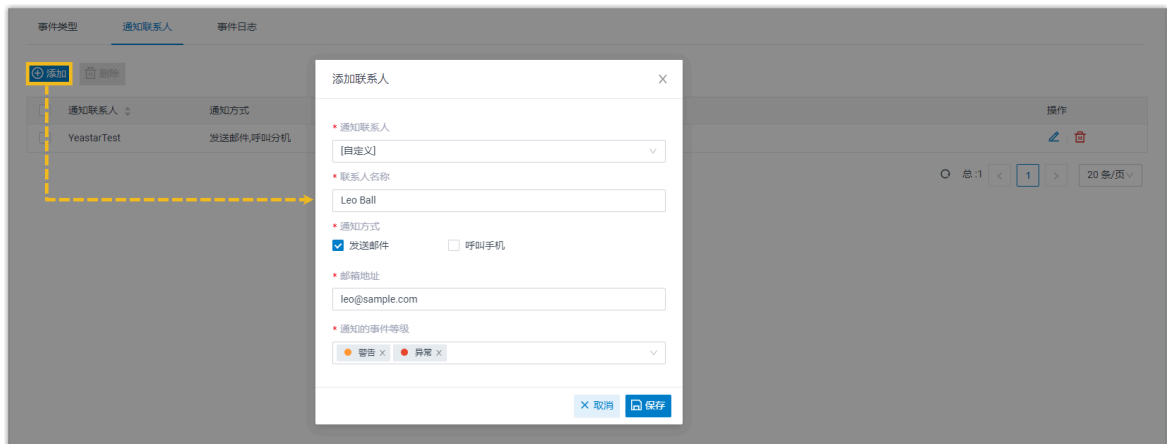 事件类型 通知联系人 事件日志
添加 删除
通知联系人 通知方式 操作
YeastarTest 发送邮件,呼叫分机
总:1 < 1 > 20 条/页
添加联系人 ×
* 通知联系人
[自定义]
* 联系人名称
Leo Ball
* 通知方式
发送邮件 呼叫手机
* 邮箱地址
leo@sample.com
* 通知的事件等级
警告 × 异常 ×
× 取消 保存